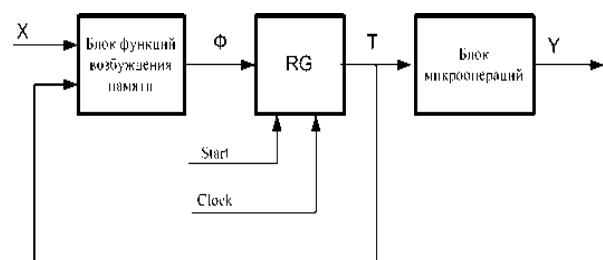 X
Блок функций
возбуждения
памяти
Φ
RG
T
Блок
микроопераций
Y
Start
Clock